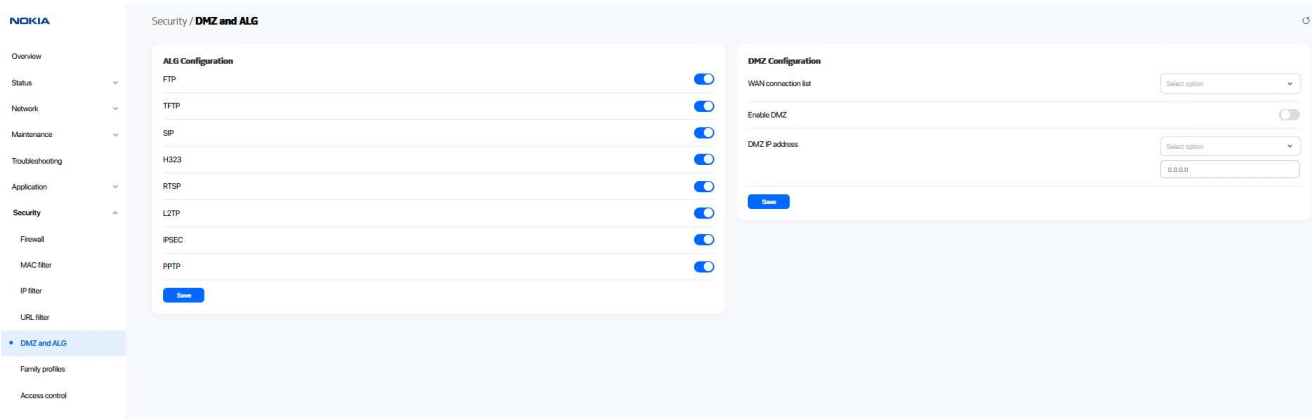 NOKIA
Overview
Status
Network
Maintenance
Troubleshooting
Application
Security
Firewall
MAC filter
IP filter
URL filter
DMZ and ALG
Family profiles
Access control
Security / DMZ and ALG
ALG Configuration
FTP
TFTP
SIP
H323
RTSP
L2TP
IPSEC
PPTP
Save
DMZ Configuration
WAN connection list
Select option
Enable DMZ
DMZ IP address
Select option
0.0.0.0
Save